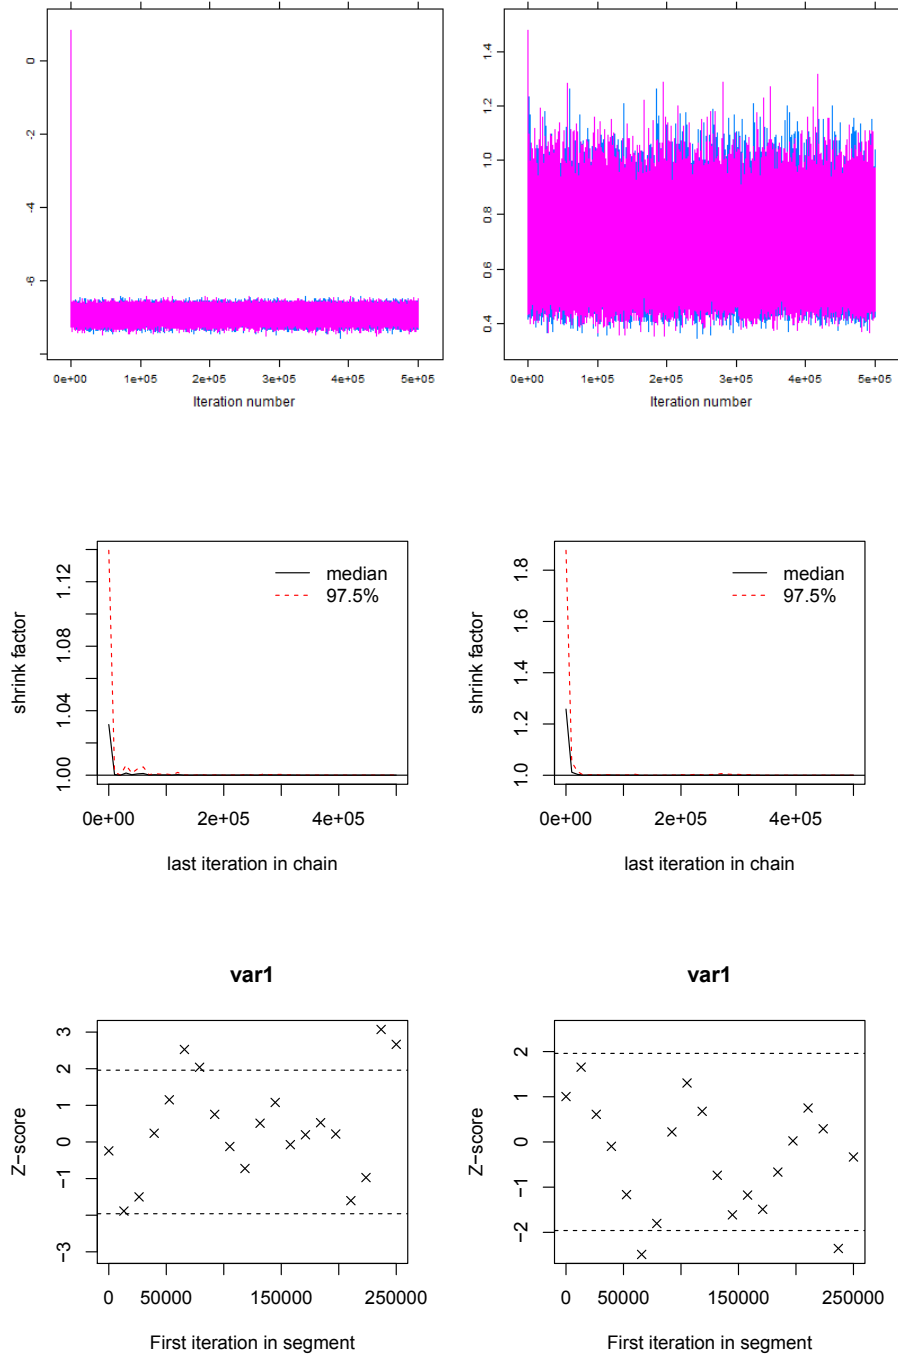 0
-2
-4
-6
0e+00 1e+05 2e+05 3e+05 4e+05 5e+05
Iteration number
1.4
1.2
1.0
0.8
0.6
0.4
0e+00 1e+05 2e+05 3e+05 4e+05 5e+05
Iteration number
shrink factor
1.12
1.08
1.04
1.00
median
97.5%
0e+00 2e+05 4e+05
last iteration in chain
shrink factor
1.8
1.6
1.4
1.2
1.0
median
97.5%
0e+00 2e+05 4e+05
last iteration in chain
var1
Z−score
3
2
1
0
−1
−3
0 50000 150000 250000
First iteration in segment
var1
Z−score
2
1
0
−1
−2
0 50000 150000 250000
First iteration in segment